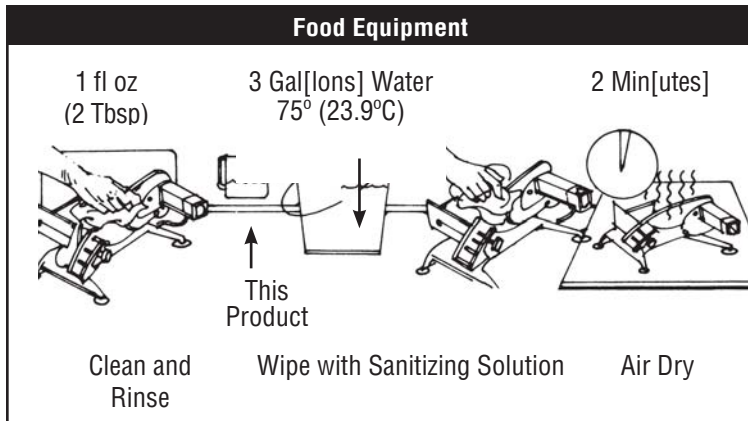 Food Equipment
1 fl oz
(2 Tbsp)
3 Gal[lons] Water
75º (23.9ºC)
2 Min[utes]
This
Product
Clean and
Rinse
Wipe with Sanitizing Solution
Air Dry